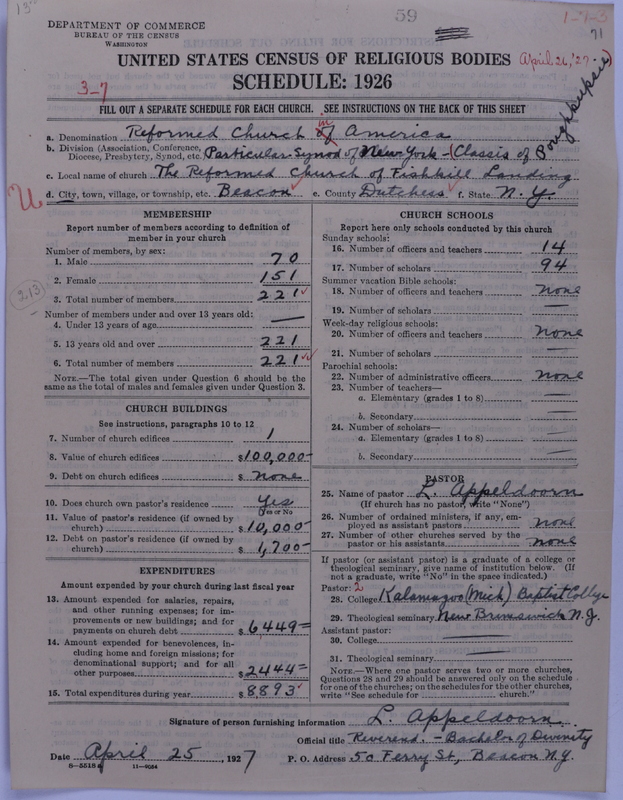 59
1-7-3
71
DEPARTMENT OF COMMERCE
BUREAU OF THE CENSUS
WASHINGTON
UNITED STATES CENSUS OF RELIGIOUS BODIES April 26, '27
SCHEDULE: 1926
3-7
FILL OUT A SEPARATE SCHEDULE FOR EACH CHURCH. SEE INSTRUCTIONS ON THE BACK OF THIS SHEET
a. Denomination Reformed Church in America
b. Division (Association, Conference, Diocese, Presbytery, Synod, etc. Particular Synod of New York - (Classis of Poughkeepsie)
c. Local name of church The Reformed Church of Fishkill Landing
U d. City, town, village, or township, etc. Beacon e. County Dutchess f. State N. Y.
MEMBERSHIP
Report number of members according to definition of
member in your church
Number of members, by sex:
1. Male 70
2. Female 151
213
3. Total number of members 221
Number of members under and over 13 years old:
4. Under 13 years of age —
5. 13 years old and over 221
6. Total number of members 221
NOTE.—The total given under Question 6 should be the
same as the total of males and females given under Question 3.
CHURCH BUILDINGS
See instructions, paragraphs 10 to 12
7. Number of church edifices 1
8. Value of church edifices $100,000-
9. Debt on church edifices $ None
10. Does church own pastor's residence Yes
(Yes or No
11. Value of pastor's residence (if owned by
church) $10,000-
12. Debt on pastor's residence (if owned by
church) $1,700-
EXPENDITURES
Amount expended by your church during last fiscal year
13. Amount expended for salaries, repairs,
and other running expenses; for im-
provements or new buildings; and for
payments on church debt $6449=
14. Amount expended for benevolences, in-
cluding home and foreign missions; for
denominational support; and for all
other purposes $2444=
15. Total expenditures during year $8893
CHURCH SCHOOLS
Report here only schools conducted by this church
Sunday schools:
16. Number of officers and teachers 14
17. Number of scholars 94
Summer vacation Bible schools:
18. Number of officers and teachers none
19. Number of scholars —
Week-day religious schools:
20. Number of officers and teachers none
21. Number of scholars —
Parochial schools:
22. Number of administrative officers none
23. Number of teachers—
a. Elementary (grades 1 to 8) —
b. Secondary —
24. Number of scholars—
a. Elementary (grades 1 to 8) —
b. Secondary —
PASTOR
25. Name of pastor L. Appeldoorn
(If church has no pastor, write "None")
26. Number of ordained ministers, if any, em-
ployed as assistant pastors none
27. Number of other churches served by the
pastor or his assistants none
If pastor (or assistant pastor) is a graduate of a college or
theological seminary, give name of institution below. (If
not a graduate, write "No" in the space indicated.)
Pastor: 2
28. College Kalamazoo (Mich) Baptist College
29. Theological seminary New Brunswick N.J.
Assistant pastor:
30. College
31. Theological seminary —
NOTE.—Where one pastor serves two or more churches,
Questions 28 and 29 should be answered only on the schedule
for one of the churches; on the schedules for the other churches,
write "See schedule for ______ church."
Signature of person furnishing information L. Appeldoorn
Official title Reverend. - Bachelor of Divinity
Date April 25, 1927 P. O. Address 50 Ferry St, Beacon N.Y.
8-5518 a 11-9684